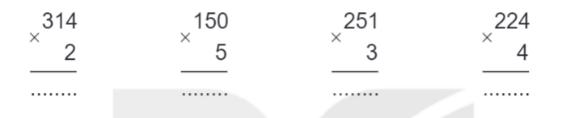 314 150 251 224
× 2 × 5 × 3 × 4
........ ........ ........ ........